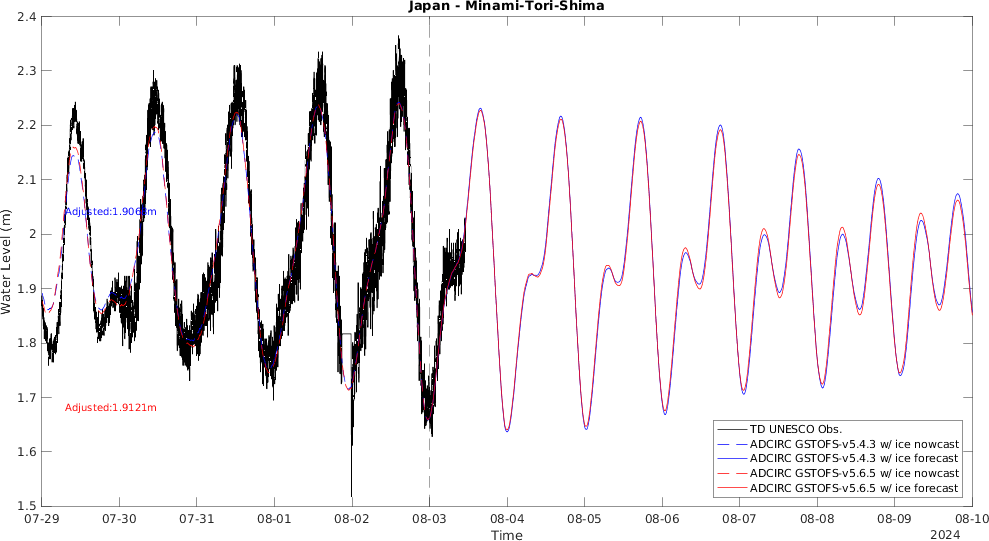 Japan - Minami-Tori-Shima
2.4
2.3
2.2
2.1
2
1.9
1.8
1.7
1.6
1.5
Water Level (m)
Adjusted:1.906 m
Adjusted:1.9121m
TD UNESCO Obs.
ADCIRC GSTOFS-v5.4.3 w/ ice nowcast
ADCIRC GSTOFS-v5.4.3 w/ ice forecast
ADCIRC GSTOFS-v5.6.5 w/ ice nowcast
ADCIRC GSTOFS-v5.6.5 w/ ice forecast
07-29 07-30 07-31 08-01 08-02 08-03 08-04 08-05 08-06 08-07 08-08 08-09 08-10
Time
2024